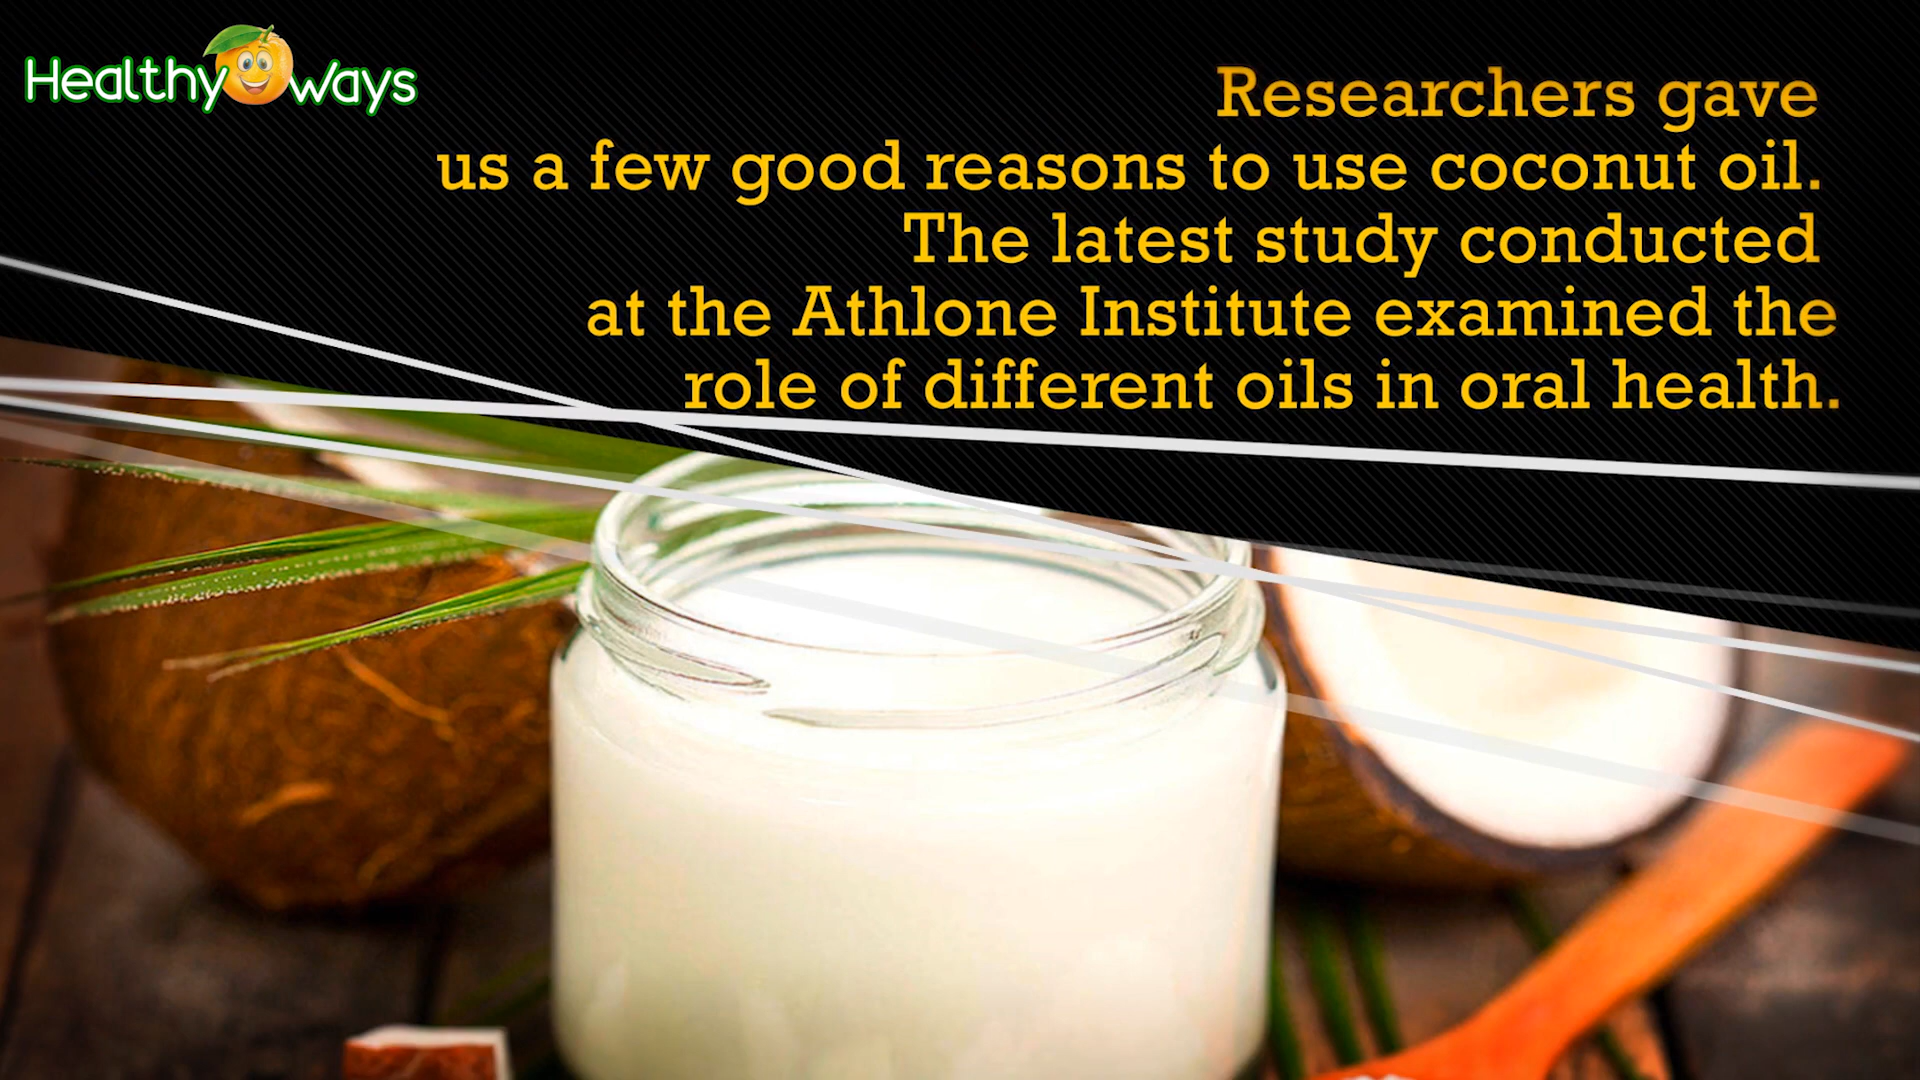 Healthy Ways
Researchers gave
us a few good reasons to use coconut oil.
The latest study conducted
at the Athlone Institute examined the
role of different oils in oral health.